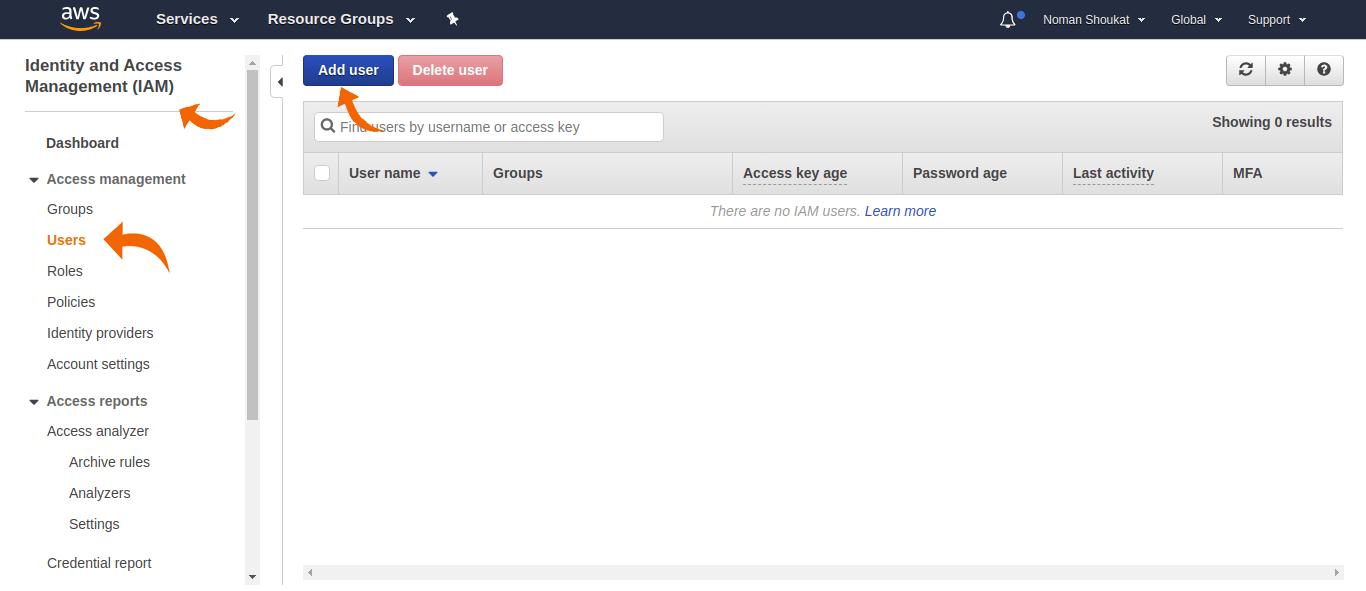 aws Services Resource Groups Noman Shoukat Global Support
Identity and Access
Management (IAM)
Dashboard
Access management
Groups
Users
Roles
Policies
Identity providers
Account settings
Access reports
Access analyzer
Archive rules
Analyzers
Settings
Credential report
Add user Delete user
Find users by username or access key
Showing 0 results
User name Groups Access key age Password age Last activity MFA
There are no IAM users. Learn more